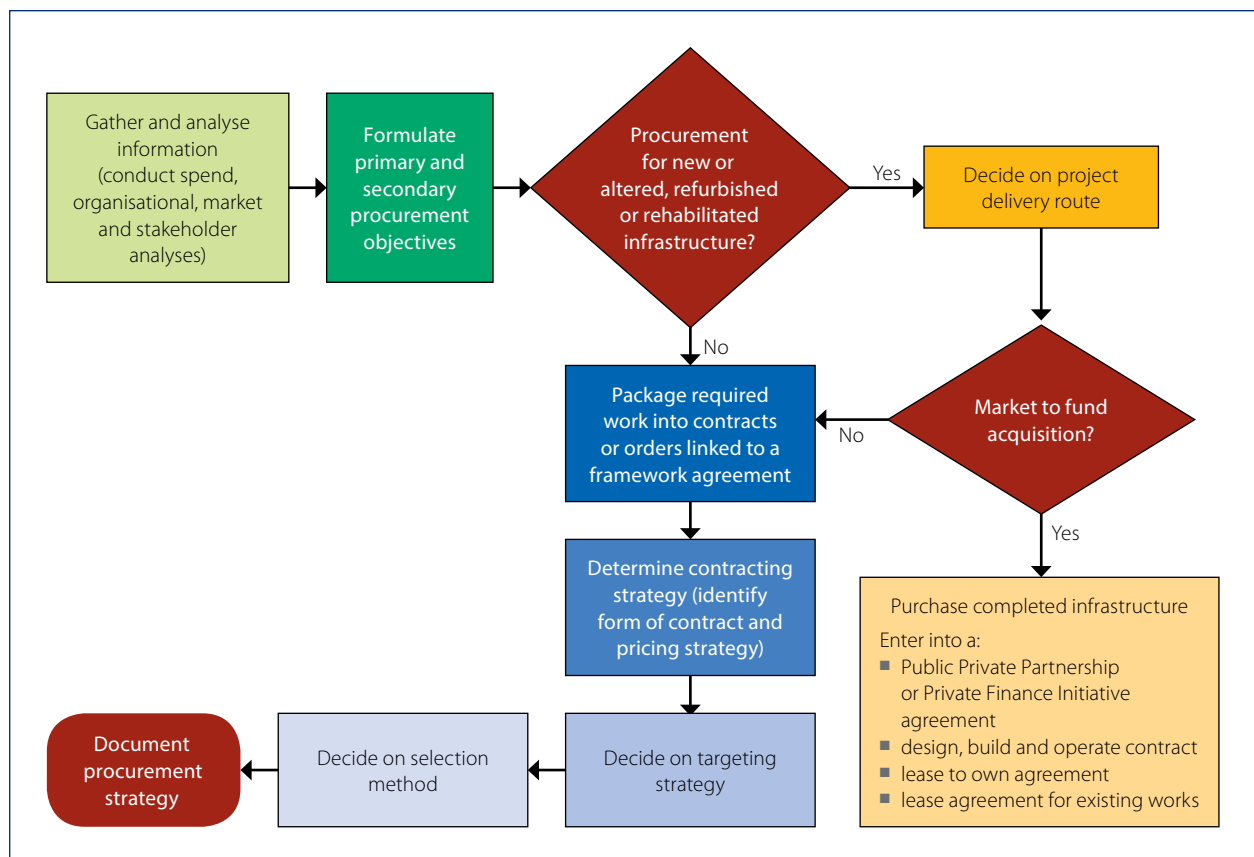 Gather and analyse
information
(conduct spend,
organisational, market
and stakeholder
analyses)
Formulate
primary and
secondary
procurement
objectives
Procurement
for new or
altered, refurbished
or rehabilitated
infrastructure?
Yes
Decide on project
delivery route
No
Package required
work into contracts
or orders linked to a
framework agreement
No
Market to fund
acquisition?
Yes
Determine contracting
strategy (identify
form of contract and
pricing strategy)
Purchase completed infrastructure
Enter into a:
■ Public Private Partnership
or Private Finance Initiative
agreement
■ design, build and operate contract
■ lease to own agreement
■ lease agreement for existing works
Decide on targeting
strategy
Decide on selection
method
Document
procurement
strategy